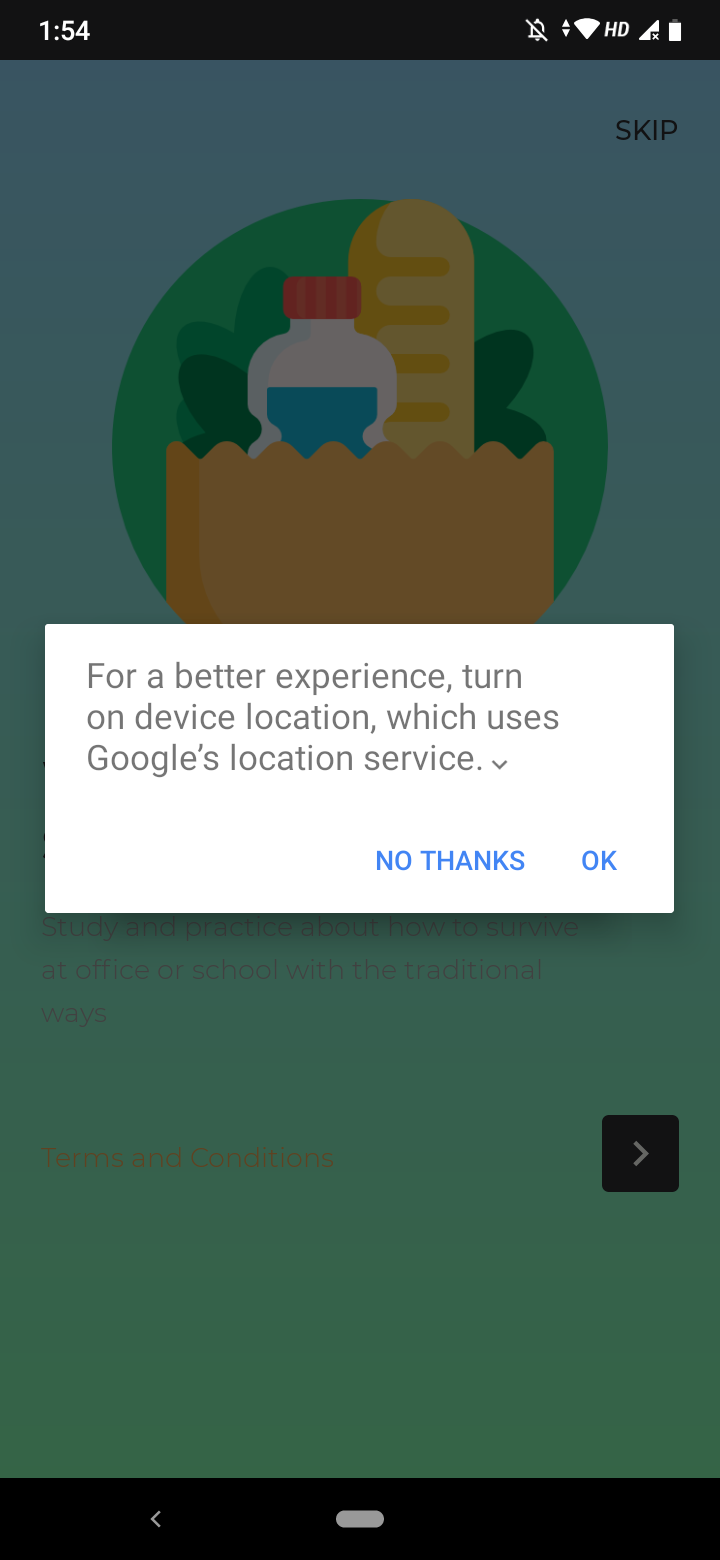 1:54
HD
SKIP
For a better experience, turn
on device location, which uses
Google’s location service.
NO THANKS
OK
Study and practice about how to survive
at office or school with the traditional
ways
Terms and Conditions